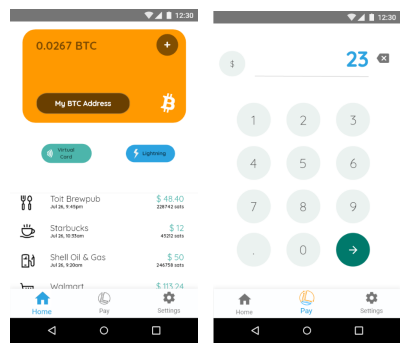 12:30
0.0267 BTC
+
My BTC Address
Virtual
Card
Lightning
Toit Brewpub
$ 48.40
Jul 26, 9:45pm
228742 sats
Starbucks
$ 12
Jul 26, 10:35am
45212 sats
Shell Oil & Gas
$ 50
Jul 26, 9:20am
246758 sats
Walmart
$ 113.24
Home
Pay
Settings
12:30
$
23
1
2
3
4
5
6
7
8
9
.
0
Home
Pay
Settings